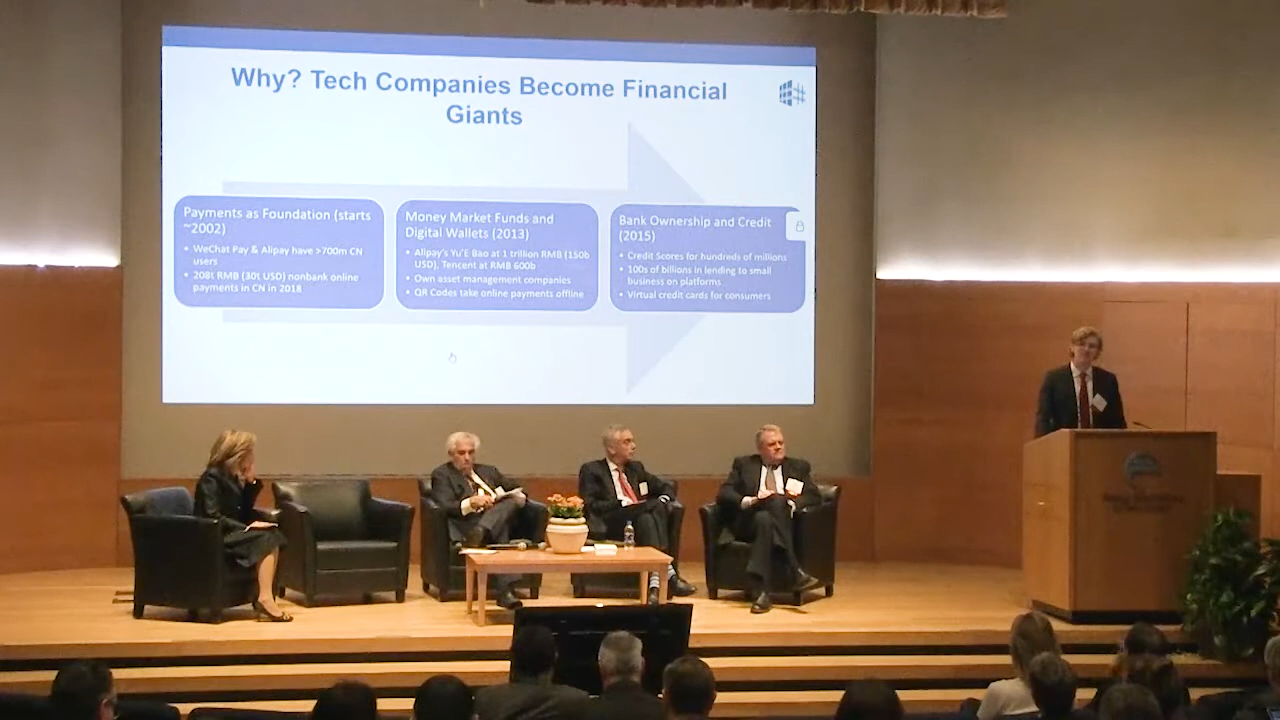 Why? Tech Companies Become Financial
Giants
Payments as Foundation (starts
~2002)
• WeChat Pay & Alipay have >700m CN
users
• 208t RMB (30t USD) nonbank online
payments in CN in 2018
Money Market Funds and
Digital Wallets (2013)
• Alipay's Yu'E Bao at 1 trillion RMB (150b
USD), Tencent at RMB 600b
• Own asset management companies
• QR Codes take online payments offline
Bank Ownership and Credit
(2015)
• Credit Scores for hundreds of millions
• 100s of billions in lending to small
business on platforms
• Virtual credit cards for consumers